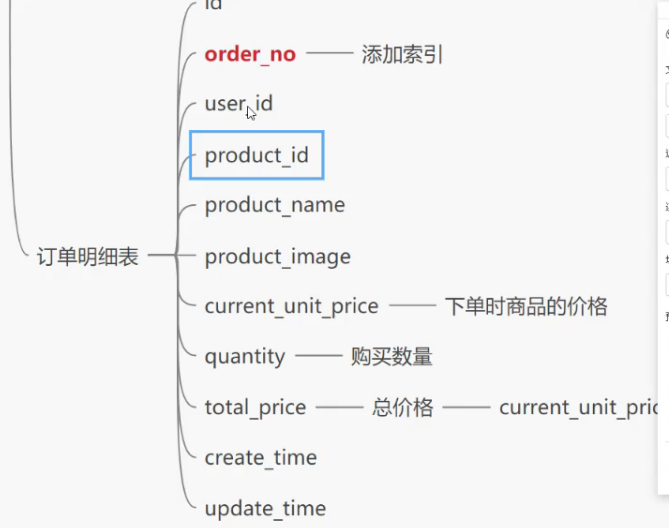 id
order_no 添加索引
user_id
product_id
product_name
订单明细表
product_image
current_unit_price 下单时商品的价格
quantity 购买数量
total_price 总价格 current_unit_pric
create_time
update_time